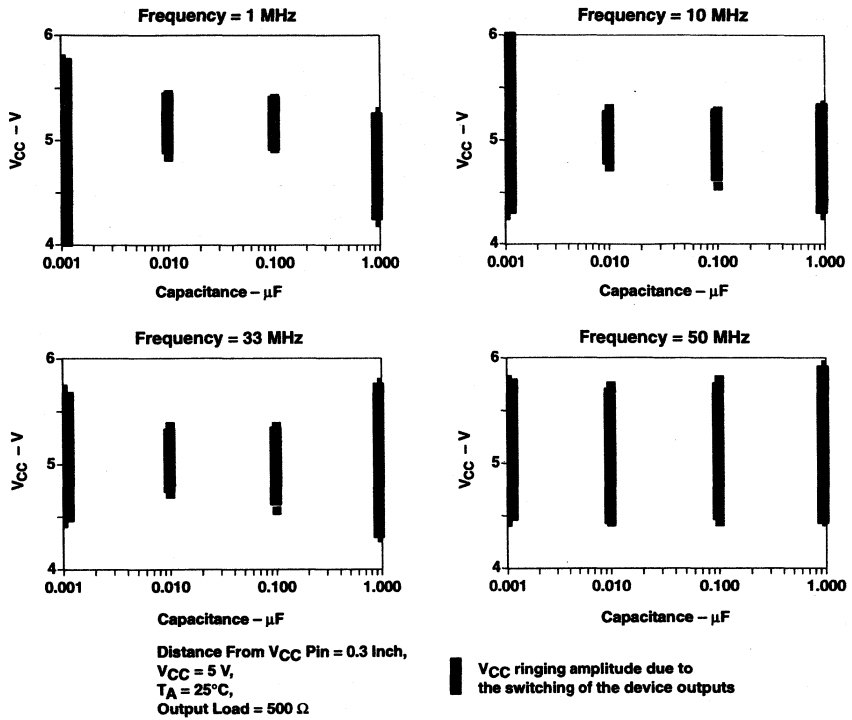 Frequency = 1 MHz
6
5
4
VCC – V
0.001 0.010 0.100 1.000
Capacitance – μF
Frequency = 10 MHz
6
5
4
VCC – V
0.001 0.010 0.100 1.000
Capacitance – μF
Frequency = 33 MHz
6
5
4
VCC – V
0.001 0.010 0.100 1.000
Capacitance – μF
Frequency = 50 MHz
6
5
4
VCC – V
0.001 0.010 0.100 1.000
Capacitance – μF
Distance From VCC Pin = 0.3 Inch,
VCC = 5 V,
TA = 25°C,
Output Load = 500 Ω
VCC ringing amplitude due to
the switching of the device outputs